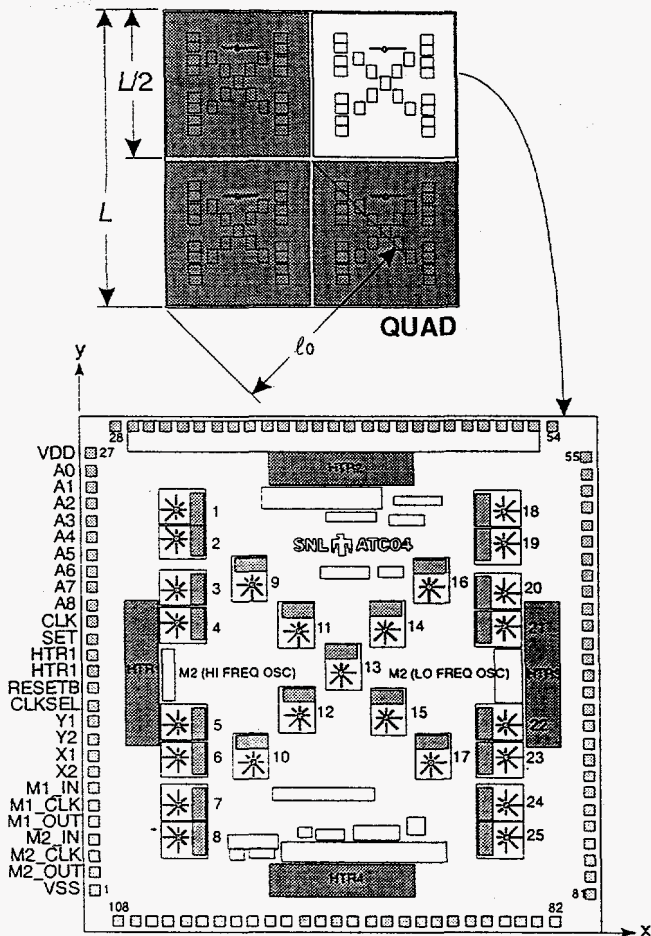 L/2
L
QUAD
ℓ0
y
28
54
VDD
27
55
A0
A1
A2
A3
A4
A5
A6
A7
A8
CLK
SET
HTR1
HTR1
RESETB
CLKSEL
Y1
Y2
X1
X2
M1_IN
M1_CLK
M1_OUT
M2_IN
M2_CLK
M2_OUT
VSS
1
HTR2
1
2
3
4
5
6
7
8
SNL ATC04
9
10
11
12
13
14
15
16
17
18
19
20
22
23
24
25
M2 (HI FREQ OSC)
M2 (LO FREQ OSC)
HTR4
108
82
81
x